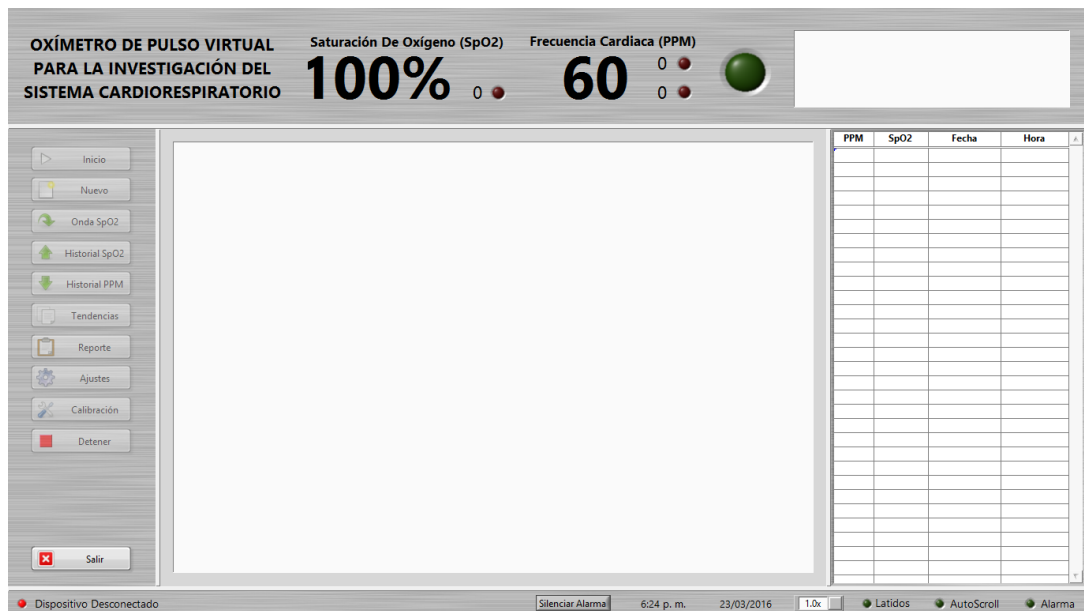 OXÍMETRO DE PULSO VIRTUAL
PARA LA INVESTIGACIÓN DEL
SISTEMA CARDIORESPIRATORIO
Saturación De Oxígeno (SpO2)
100%
0
Frecuencia Cardiaca (PPM)
60
0
0
Inicio
Nuevo
Onda SpO2
Historial SpO2
Historial PPM
Tendencias
Reporte
Ajustes
Calibración
Detener
Salir
PPM SpO2 Fecha Hora
Dispositivo Desconectado Silenciar Alarma 6:24 p. m. 23/03/2016 1.0x Latidos AutoScroll Alarma